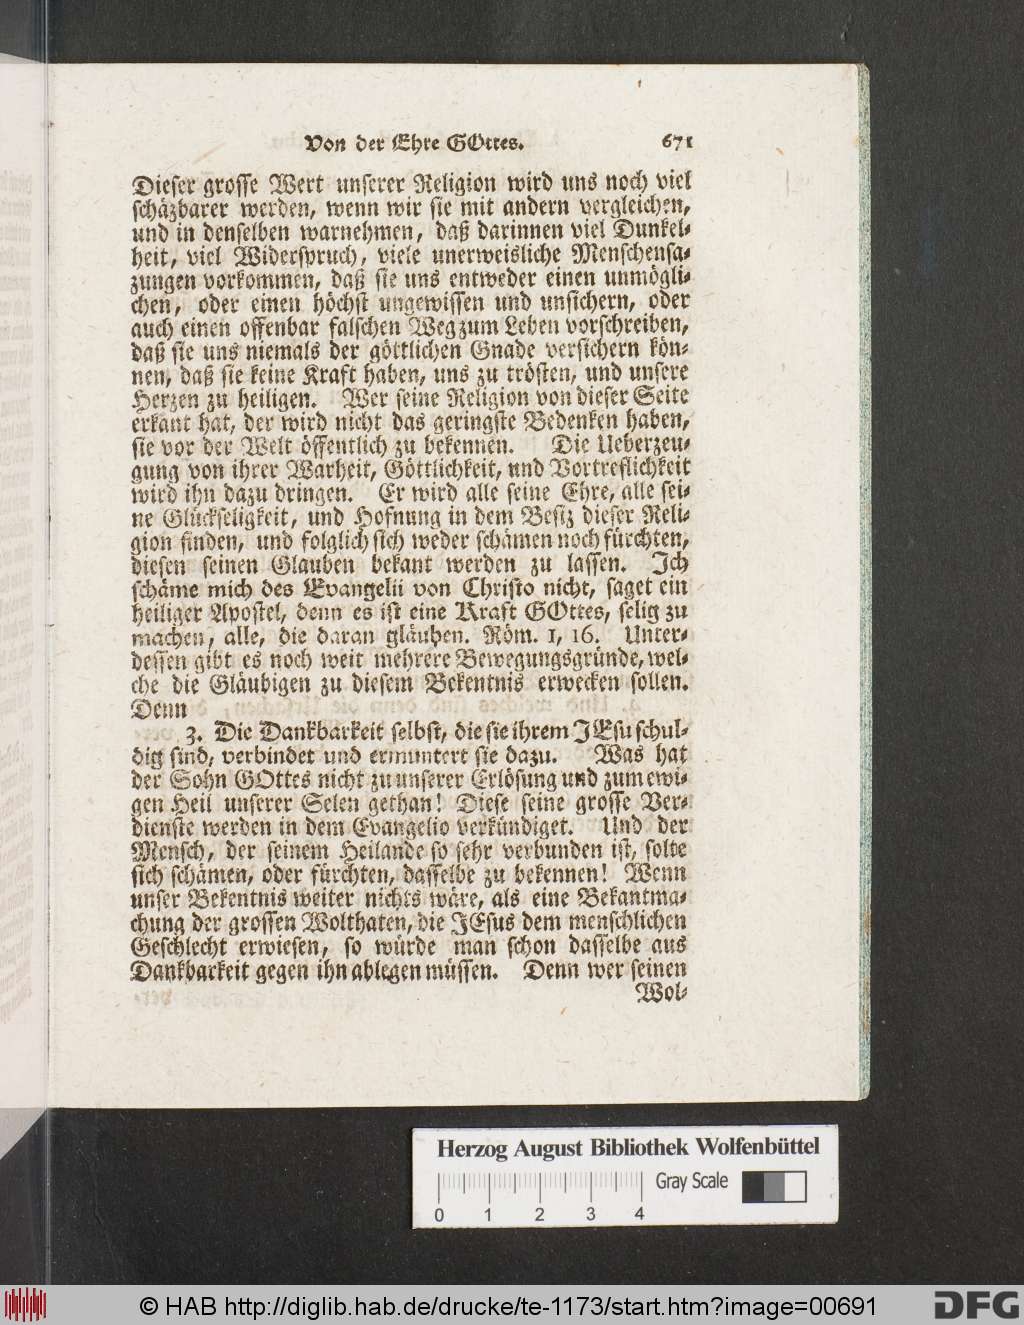 Von der Ehre GOttes. 671
Dieser grosse Wert unserer Religion wird uns noch viel
schäzbarer werden, wenn wir sie mit andern vergleichen,
und in denselben warnehmen, daß darinnen viel Dunkel-
heit, viel Widerspruch, viele unerweisliche Menschensa-
zungen vorkommen, daß sie uns entweder einen unmögli-
chen, oder einen höchst ungewissen und unsichern, oder
auch einen offenbar falschen Weg zum Leben vorschreiben,
daß sie uns niemals der göttlichen Gnade versichern kön-
nen, daß sie keine Kraft haben, uns zu trösten, und unsere
Herzen zu heiligen. Wer seine Religion von dieser Seite
erkant hat, der wird nicht das geringste Bedenken haben,
sie vor der Welt öffentlich zu bekennen. Die Ueberzeu-
gung von ihrer Warheit, Göttlichkeit, und Vortreflichkeit
wird ihn dazu dringen. Er wird alle seine Ehre, alle sei-
ne Glückseligkeit, und Hofnung in dem Besiz dieser Reli-
gion finden, und folglich sich weder schämen noch fürchten,
diesen seinen Glauben bekant werden zu lassen. Ich
schäme mich des Evangelii von Christo nicht, saget ein
heiliger Apostel, denn es ist eine Kraft GOttes, selig zu
machen, alle, die daran gläuben. Röm. 1, 16. Unter-
dessen gibt es noch weit mehrere Bewegungsgründe, wel-
che die Gläubigen zu diesem Bekentnis erwecken sollen.
Denn
3. Die Dankbarkeit selbst, die sie ihrem JEsu schul-
dig sind, verbindet und ermuntert sie dazu. Was hat
der Sohn GOttes nicht zu unserer Erlösung und zum ewi-
gen Heil unserer Selen gethan! Diese seine grosse Ver-
dienste werden in dem Evangelio verkündiget. Und der
Mensch, der seinem Heilande so sehr verbunden ist, solte
sich schämen, oder fürchten, dasselbe zu bekennen! Wenn
unser Bekentnis weiter nichts wäre, als eine Bekantma-
chung der grossen Wolthaten, die JEsus dem menschlichen
Geschlecht erwiesen, so würde man schon dasselbe aus
Dankbarkeit gegen ihn ablegen müssen. Denn wer seinen
Wol-
Herzog August Bibliothek Wolfenbüttel
Gray Scale
0 1 2 3 4
© HAB http://diglib.hab.de/drucke/te-1173/start.htm?image=00691
DFG